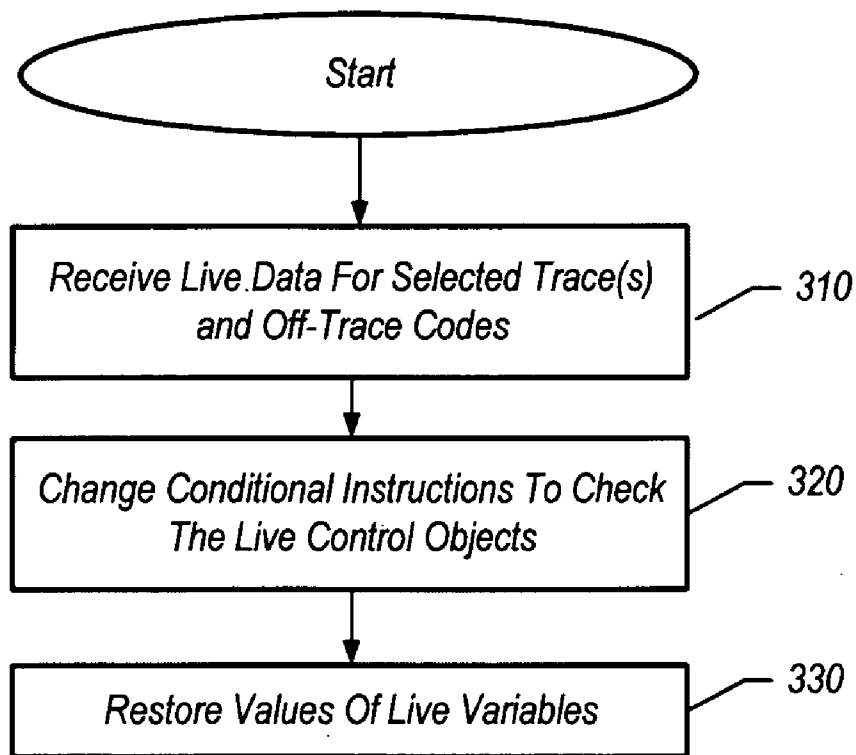 Start
Receive Live Data For Selected Trace(s)
and Off-Trace Codes
310
Change Conditional Instructions To Check
The Live Control Objects
320
Restore Values Of Live Variables
330